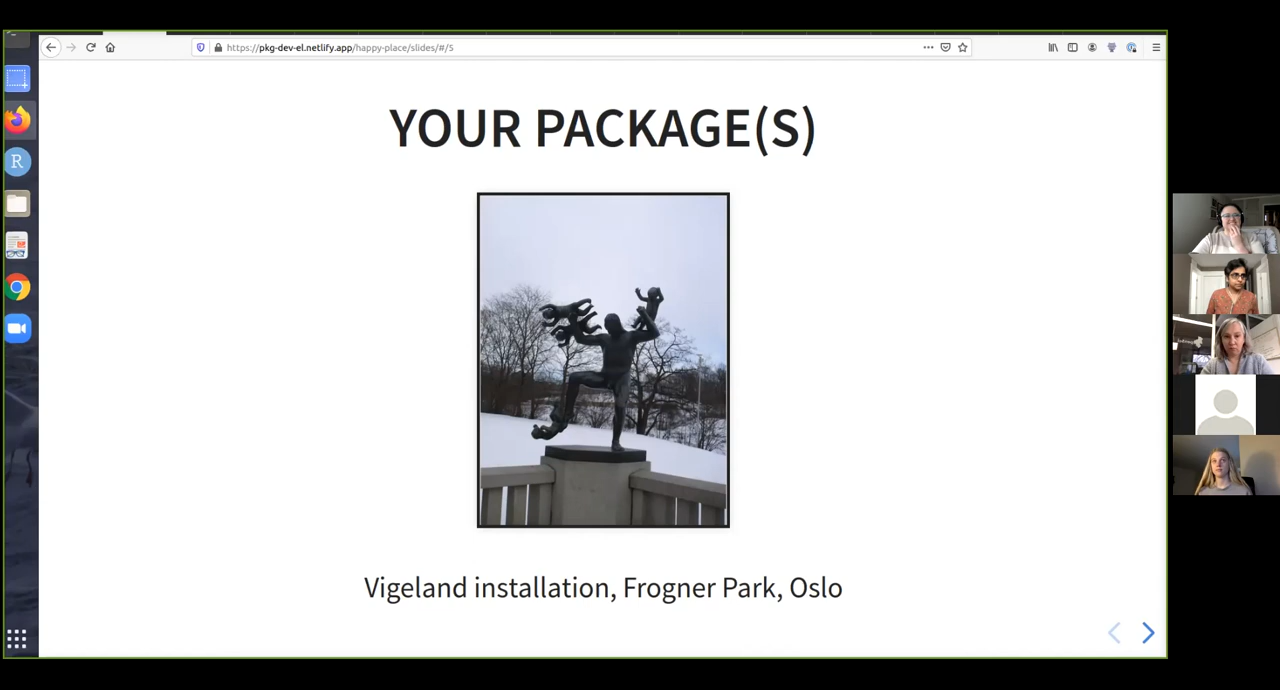 https://pkg-dev-el.netlify.app/happy-place/slides/#/5
YOUR PACKAGE(S)
Vigeland installation, Frogner Park, Oslo
R